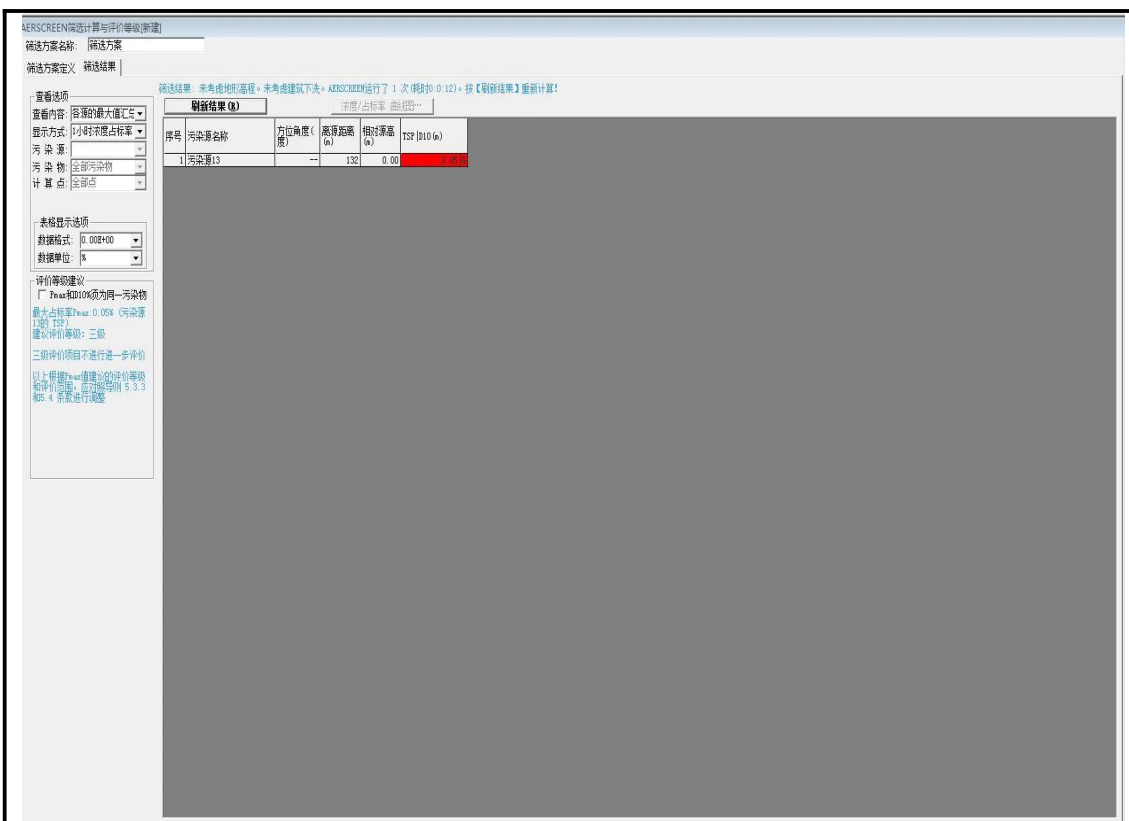 AERSCREEN筛选计算与评价等级[新建]
筛选方案名称: 筛选方案
筛选方案定义 筛选结果
筛选结果: 未考虑地形高程。未考虑建筑下洗。AERSCREEN运行了 1 次(耗时0:0:12)。按【刷新结果】重新计算!
查看选项
查看内容: 各源的最大值汇总
显示方式: 1小时浓度占标率
污 染 源:
污 染 物: 全部污染物
计 算 点: 全部点
刷新结果(R)
浓度/占标率 曲线图…
序号 污染源名称 方位角度(度) 离源距离(m) 相对源高(m) TSP|D10(m)
1 污染源13 -- 132 0.00 0.05|0
表格显示选项
数据格式: 0.00E+00
数据单位: %
评价等级建议
Pmax和D10%须为同一污染物
最大占标率Pmax:0.05% (污染源
13的 TSP)
建议评价等级: 三级
三级评价项目不进行进一步评价
以上根据Pmax值建议的评价等级
和评价范围,应对照导则 5.3.3
和5.4 条款进行调整